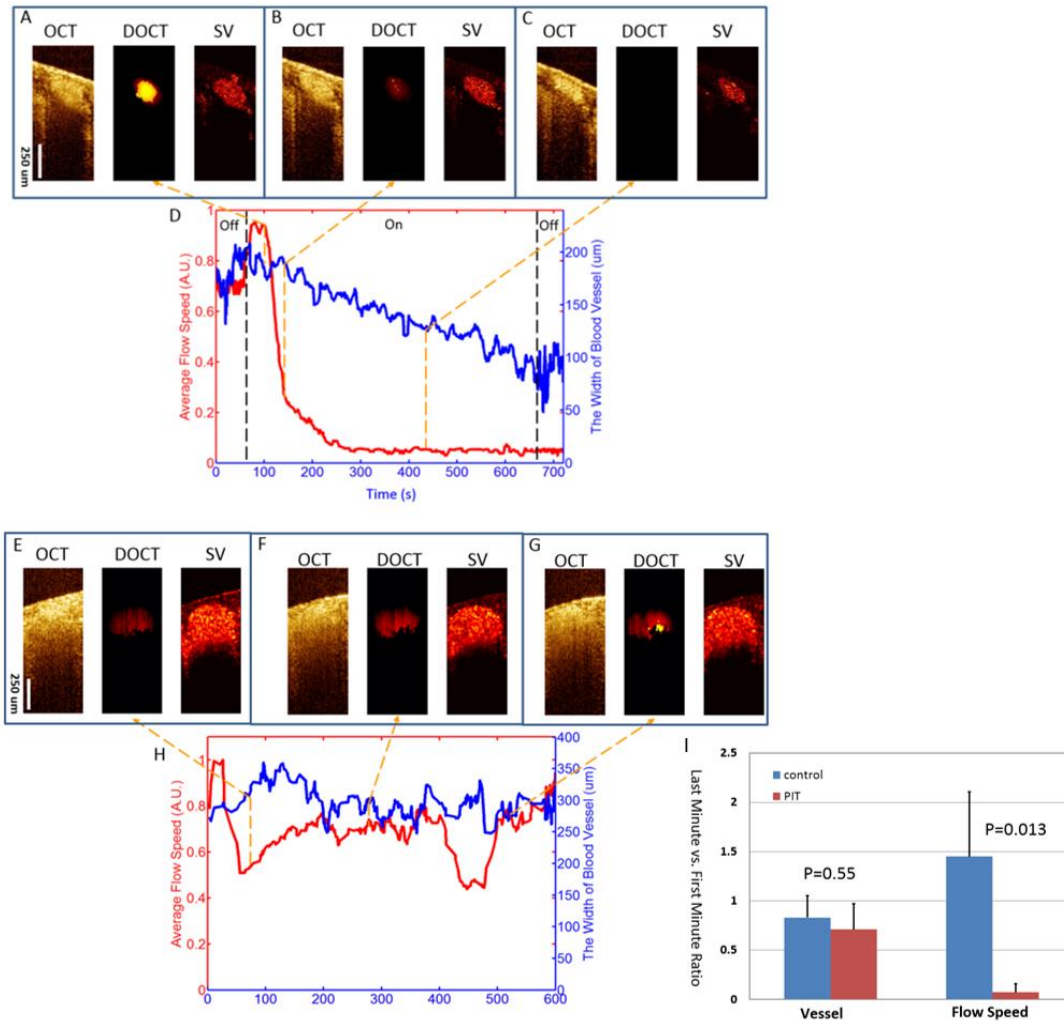 A
OCT DOCT SV
250 um
B
OCT DOCT SV
C
OCT DOCT SV
D
Off On Off
Average Flow Speed (A.U.)
1
0.8
0.6
0.4
0.2
0
The Width of Blood Vessel (um)
200
150
100
50
0
0 100 200 300 400 500 600 700
Time (s)
E
OCT DOCT SV
250 um
F
OCT DOCT SV
G
OCT DOCT SV
H
Average Flow Speed (A.U.)
1
0.8
0.6
0.4
0.2
0
The Width of Blood Vessel (um)
400
350
300
250
200
150
100
50
0
0 100 200 300 400 500 600
I
Last Minute vs. First Minute Ratio
2.5
2
1.5
1
0.5
0
control
PIT
P=0.55
P=0.013
Vessel Flow Speed